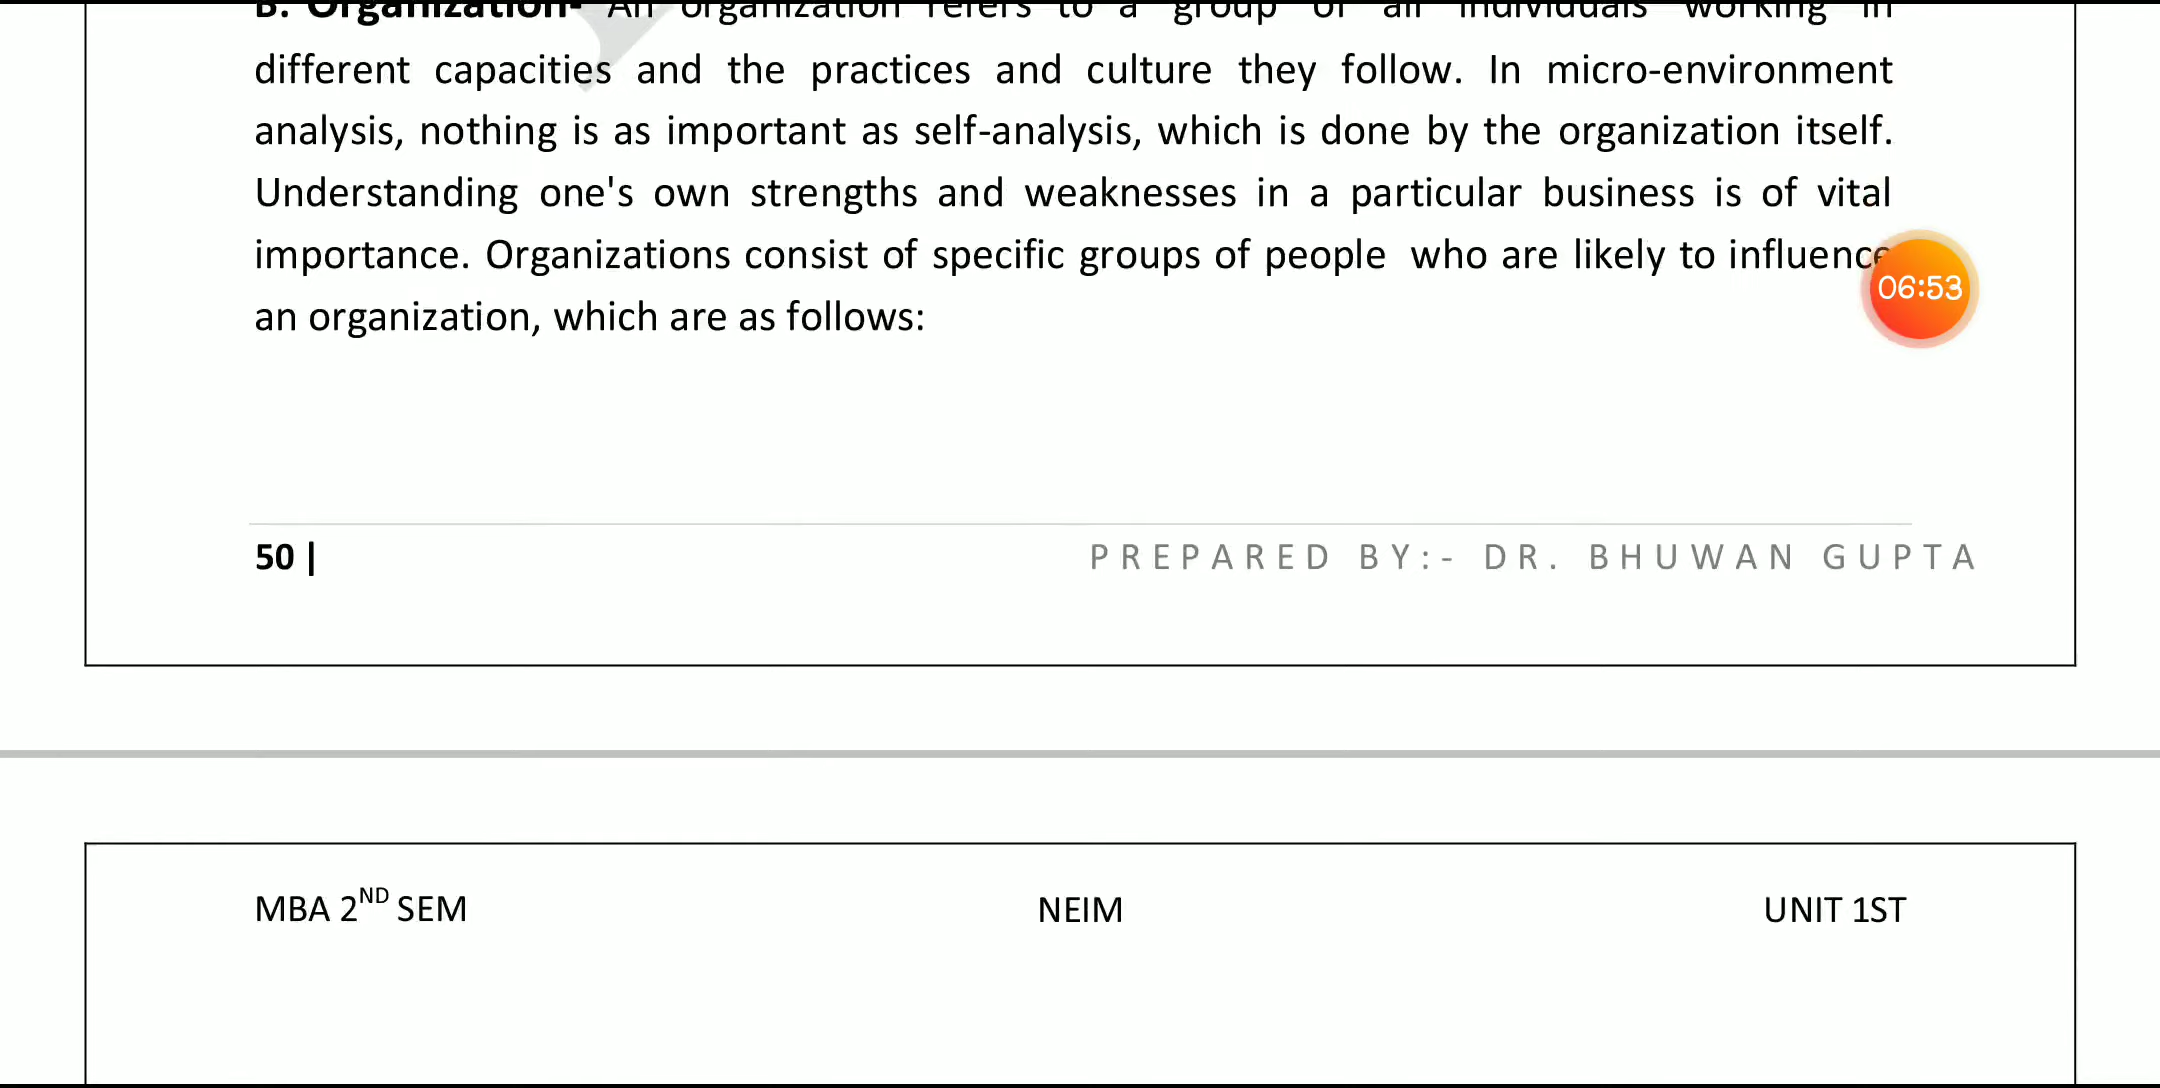 B. Organization- An organization refers to a group of all individuals working in
different capacities and the practices and culture they follow. In micro-environment
analysis, nothing is as important as self-analysis, which is done by the organization itself.
Understanding one's own strengths and weaknesses in a particular business is of vital
importance. Organizations consist of specific groups of people who are likely to influence
an organization, which are as follows:
06:53
50 | PREPARED BY:- DR. BHUWAN GUPTA
MBA 2ND SEM NEIM UNIT 1ST